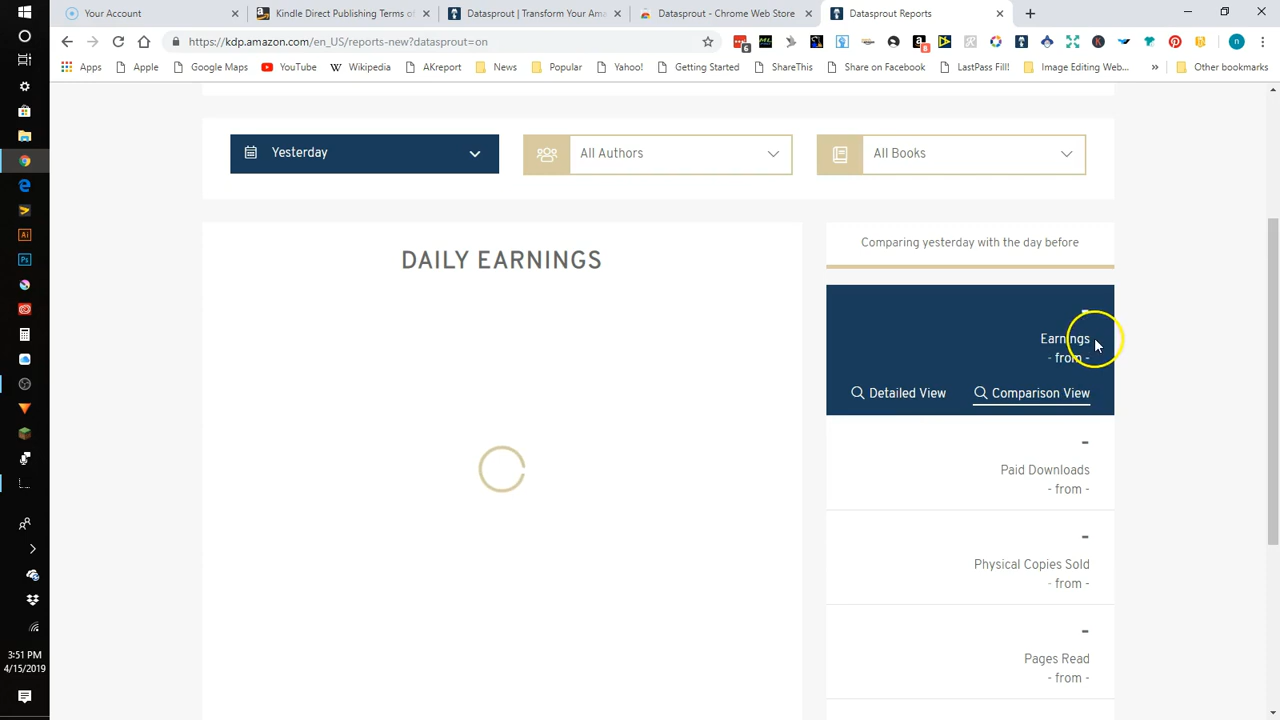 Your Account
Kindle Direct Publishing Terms of
Datasprout | Transform Your Ama
Datasprout - Chrome Web Store
Datasprout Reports
https://kdp.amazon.com/en_US/reports-new?datasprout=on
Apps
Apple
Google Maps
YouTube
Wikipedia
AKreport
News
Popular
Yahoo!
Getting Started
ShareThis
Share on Facebook
LastPass Fill!
Image Editing Web...
Other bookmarks
Yesterday
All Authors
All Books
DAILY EARNINGS
Comparing yesterday with the day before
-
Earnings
- from -
Detailed View
Comparison View
-
Paid Downloads
- from -
-
Physical Copies Sold
- from -
-
Pages Read
- from -
3:51 PM
4/15/2019